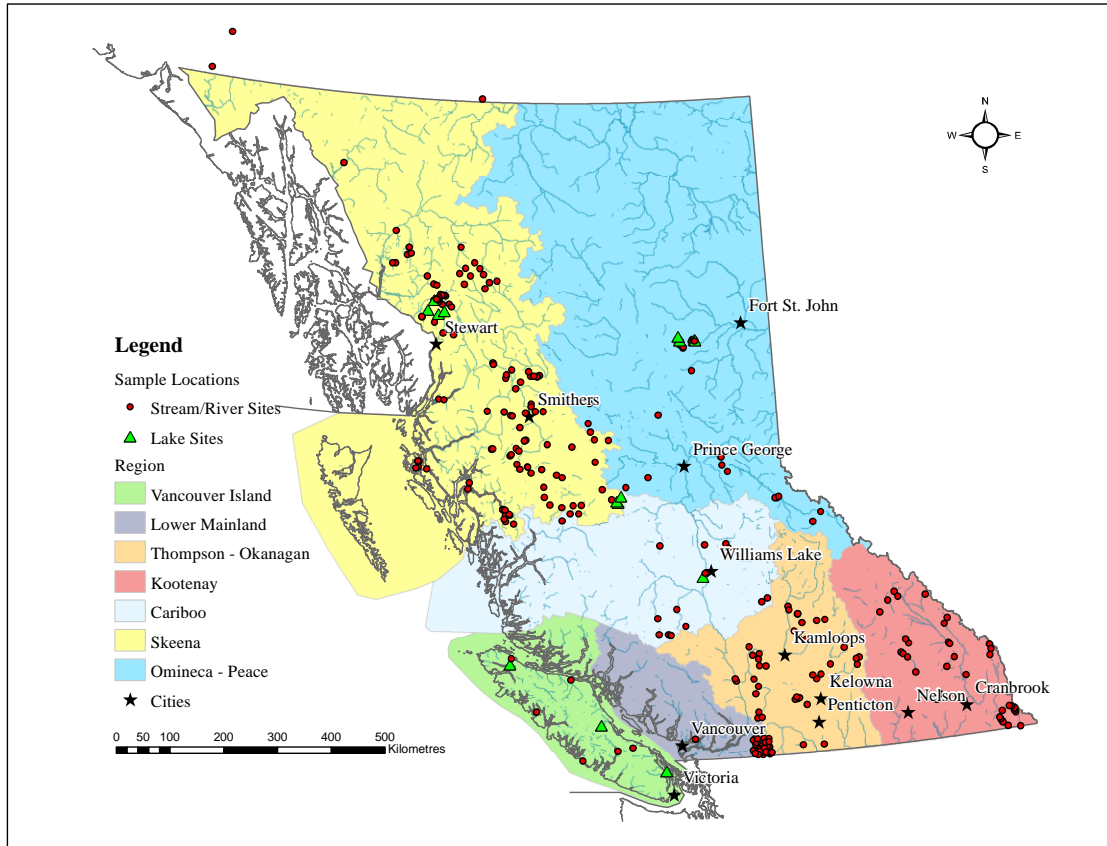 N
W E
S
Fort St. John
Stewart
Legend
Sample Locations
Stream/River Sites
Smithers
Lake Sites
Prince George
Region
Vancouver Island
Lower Mainland
Williams Lake
Thompson - Okanagan
Kootenay
Cariboo
Skeena
Kamloops
Omineca - Peace
Kelowna
Cranbrook
Nelson
Cities
Penticton
Vancouver
0 50 100 200 300 400 500
Kilometres
Victoria